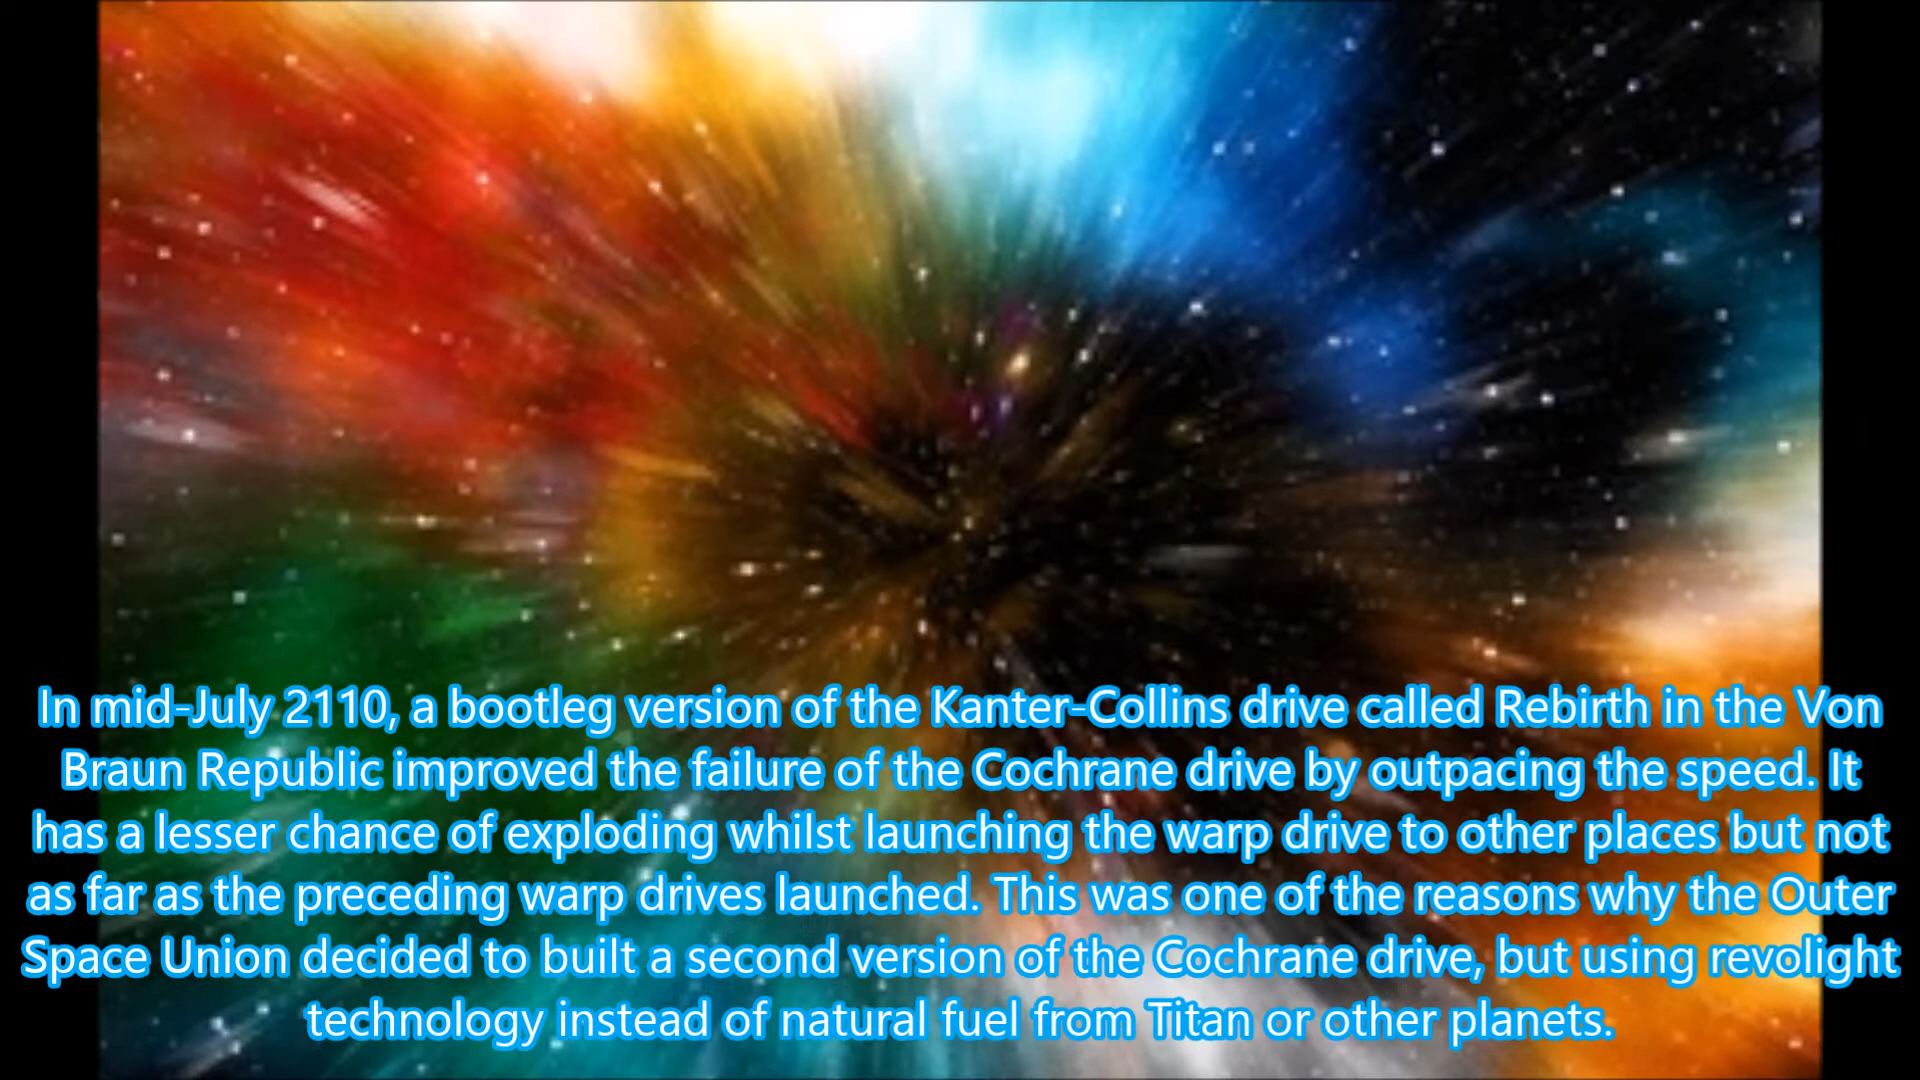 In mid-July 2110, a bootleg version of the Kanter-Collins drive called Rebirth in the Von
Braun Republic improved the failure of the Cochrane drive by outpacing the speed. It
has a lesser chance of exploding whilst launching the warp drive to other places but not
as far as the preceding warp drives launched. This was one of the reasons why the Outer
Space Union decided to built a second version of the Cochrane drive, but using revolight
technology instead of natural fuel from Titan or other planets.